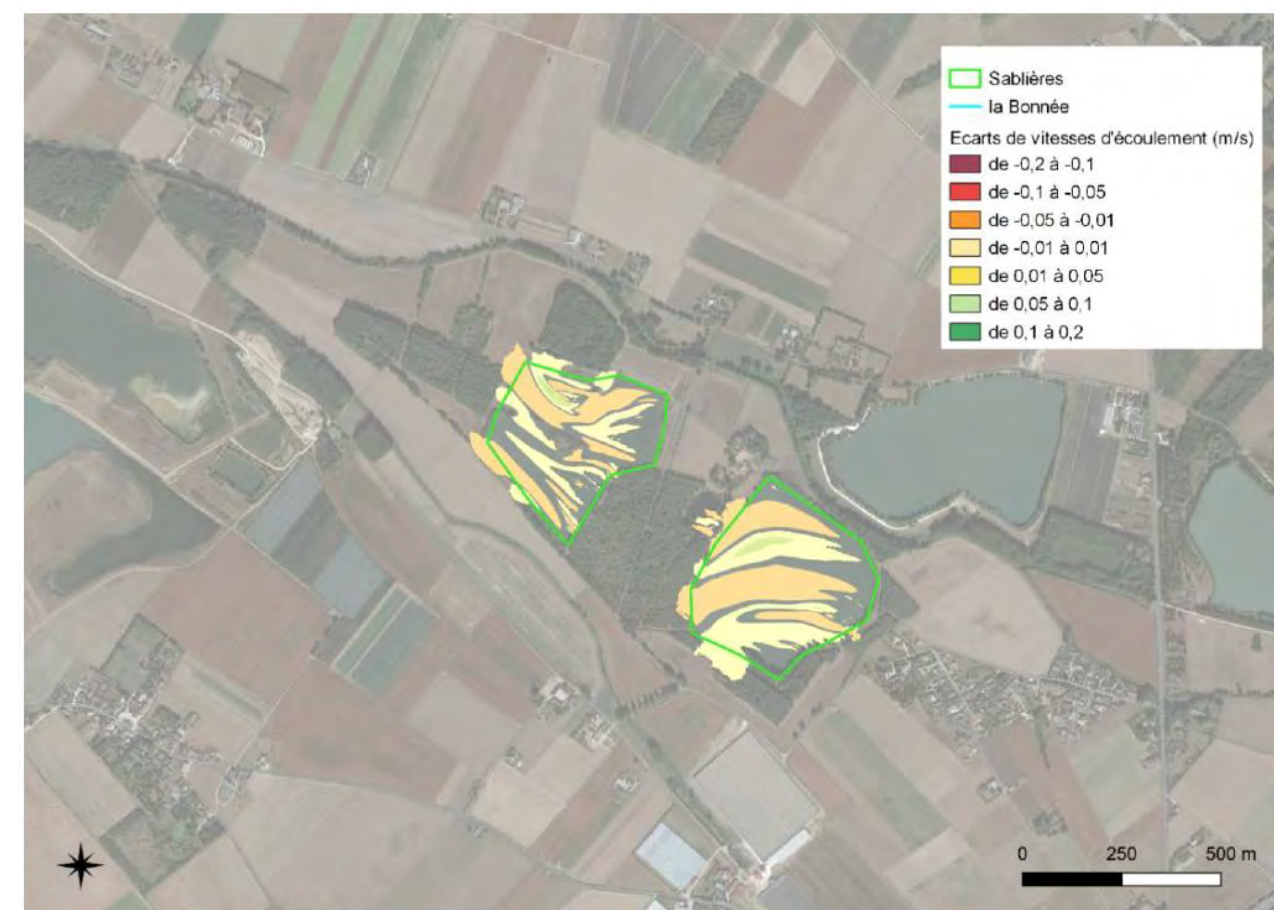 Sablières
la Bonnée
Ecarts de vitesses d'écoulement (m/s)
de -0,2 à -0,1
de -0,1 à -0,05
de -0,05 à -0,01
de -0,01 à 0,01
de 0,01 à 0,05
de 0,05 à 0,1
de 0,1 à 0,2
0 250 500 m